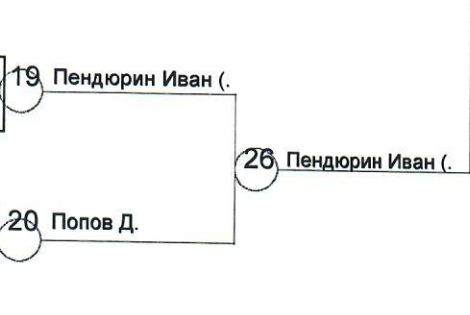 19 Пендюрин Иван (.
26 Пендюрин Иван (.
20 Попов Д.